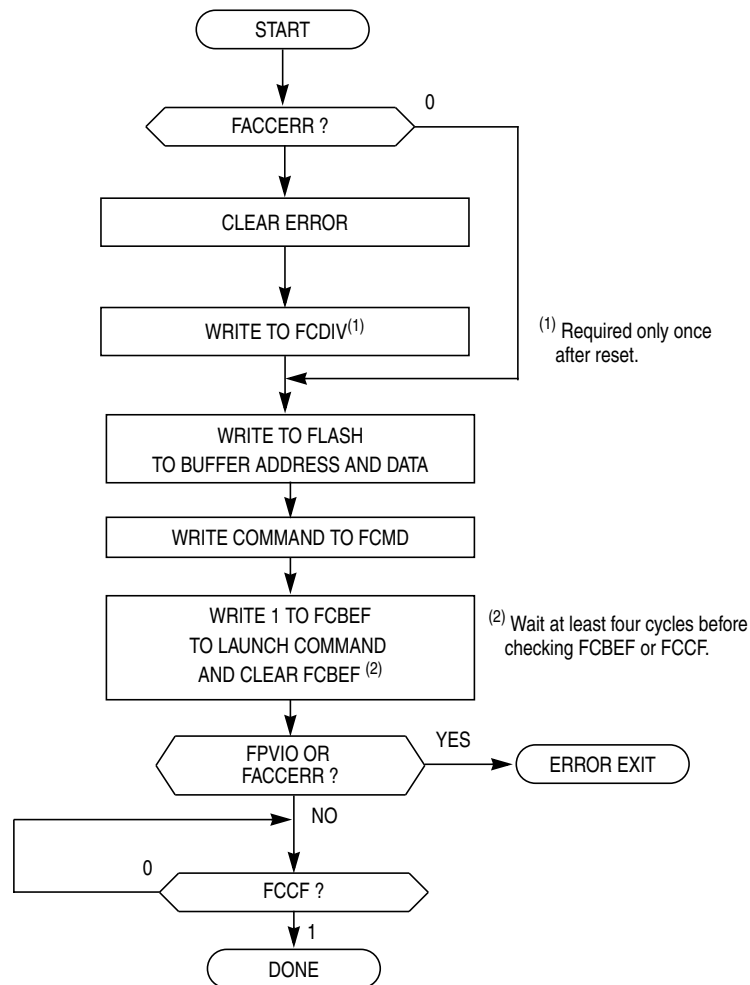 START
0
FACCERR ?
CLEAR ERROR
WRITE TO FCDIV(1)
(1) Required only once
after reset.
WRITE TO FLASH
TO BUFFER ADDRESS AND DATA
WRITE COMMAND TO FCMD
WRITE 1 TO FCBEF
TO LAUNCH COMMAND
AND CLEAR FCBEF (2)
(2) Wait at least four cycles before
checking FCBEF or FCCF.
FPVIO OR
FACCERR ?
YES
ERROR EXIT
NO
0
FCCF ?
1
DONE